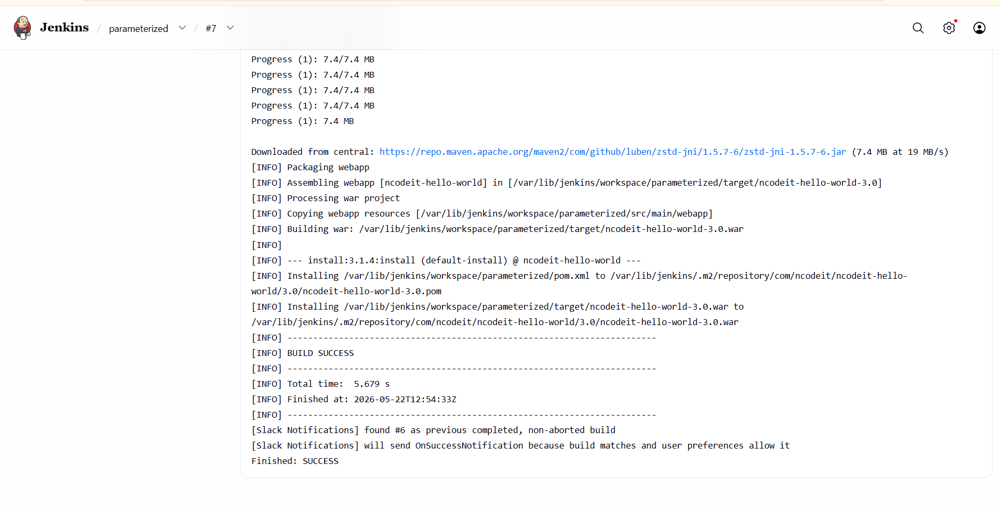 Jenkins / parameterized / #7
Progress (1): 7.4/7.4 MB
Progress (1): 7.4/7.4 MB
Progress (1): 7.4/7.4 MB
Progress (1): 7.4/7.4 MB
Progress (1): 7.4 MB
Downloaded from central: https://repo.maven.apache.org/maven2/com/github/luben/zstd-jni/1.5.7-6/zstd-jni-1.5.7-6.jar (7.4 MB at 19 MB/s)
[INFO] Packaging webapp
[INFO] Assembling webapp [ncodeit-hello-world] in [/var/lib/jenkins/workspace/parameterized/target/ncodeit-hello-world-3.0]
[INFO] Processing war project
[INFO] Copying webapp resources [/var/lib/jenkins/workspace/parameterized/src/main/webapp]
[INFO] Building war: /var/lib/jenkins/workspace/parameterized/target/ncodeit-hello-world-3.0.war
[INFO]
[INFO] --- install:3.1.4:install (default-install) @ ncodeit-hello-world ---
[INFO] Installing /var/lib/jenkins/workspace/parameterized/pom.xml to /var/lib/jenkins/.m2/repository/com/ncodeit/ncodeit-hello-
world/3.0/ncodeit-hello-world-3.0.pom
[INFO] Installing /var/lib/jenkins/workspace/parameterized/target/ncodeit-hello-world-3.0.war to
/var/lib/jenkins/.m2/repository/com/ncodeit/ncodeit-hello-world/3.0/ncodeit-hello-world-3.0.war
[INFO] ------------------------------------------------------------------------
[INFO] BUILD SUCCESS
[INFO] ------------------------------------------------------------------------
[INFO] Total time:  5.679 s
[INFO] Finished at: 2026-05-22T12:54:33Z
[INFO] ------------------------------------------------------------------------
[Slack Notifications] found #6 as previous completed, non-aborted build
[Slack Notifications] will send OnSuccessNotification because build matches and user preferences allow it
Finished: SUCCESS